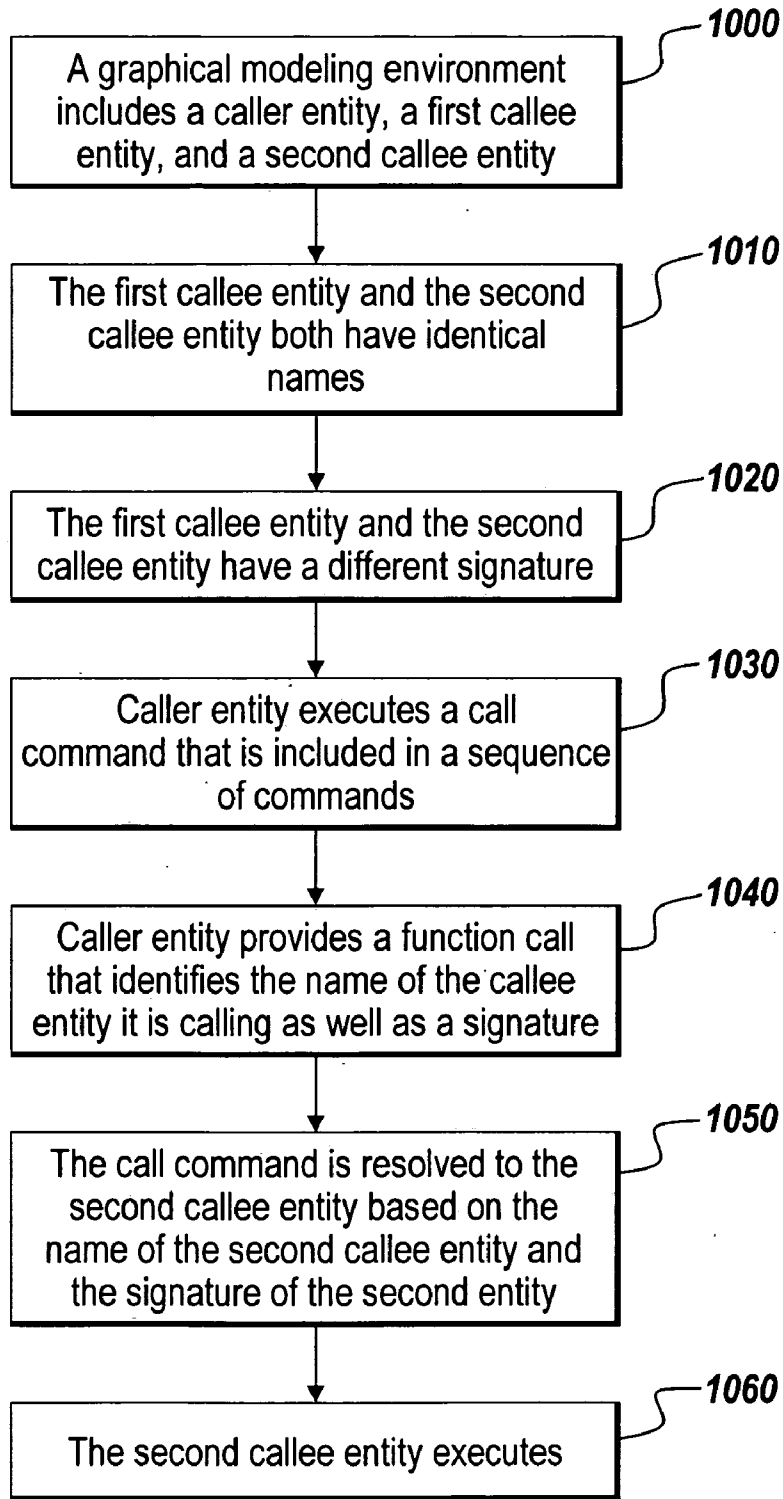 1000
A graphical modeling environment
includes a caller entity, a first callee
entity, and a second callee entity
1010
The first callee entity and the second
callee entity both have identical
names
1020
The first callee entity and the second
callee entity have a different signature
1030
Caller entity executes a call
command that is included in a sequence
of commands
1040
Caller entity provides a function call
that identifies the name of the callee
entity it is calling as well as a signature
1050
The call command is resolved to the
second callee entity based on the
name of the second callee entity and
the signature of the second entity
1060
The second callee entity executes